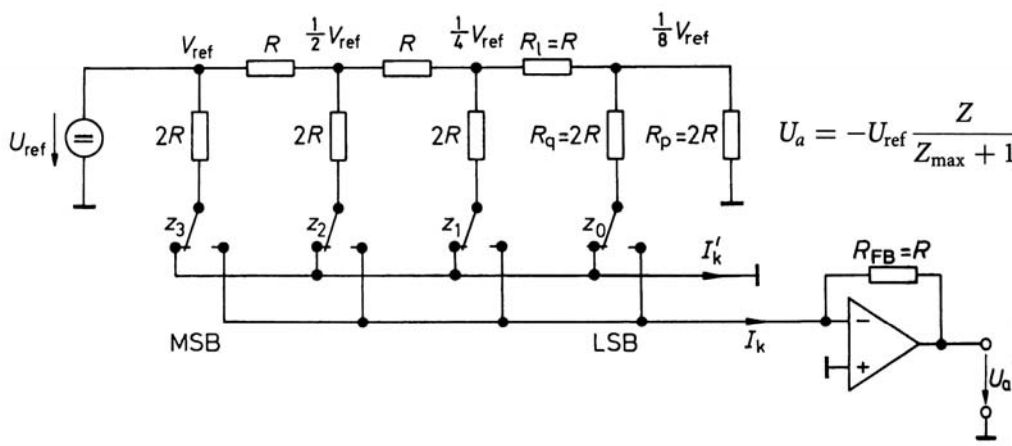 V_ref R 1/2 V_ref R 1/4 V_ref R_l=R 1/8 V_ref
U_ref = 2R 2R 2R R_q=2R R_p=2R U_a = −U_ref Z/(Z_max + 1)
z_3 z_2 z_1 z_0
I'_k R_FB=R
MSB LSB I_k −
+ U_a